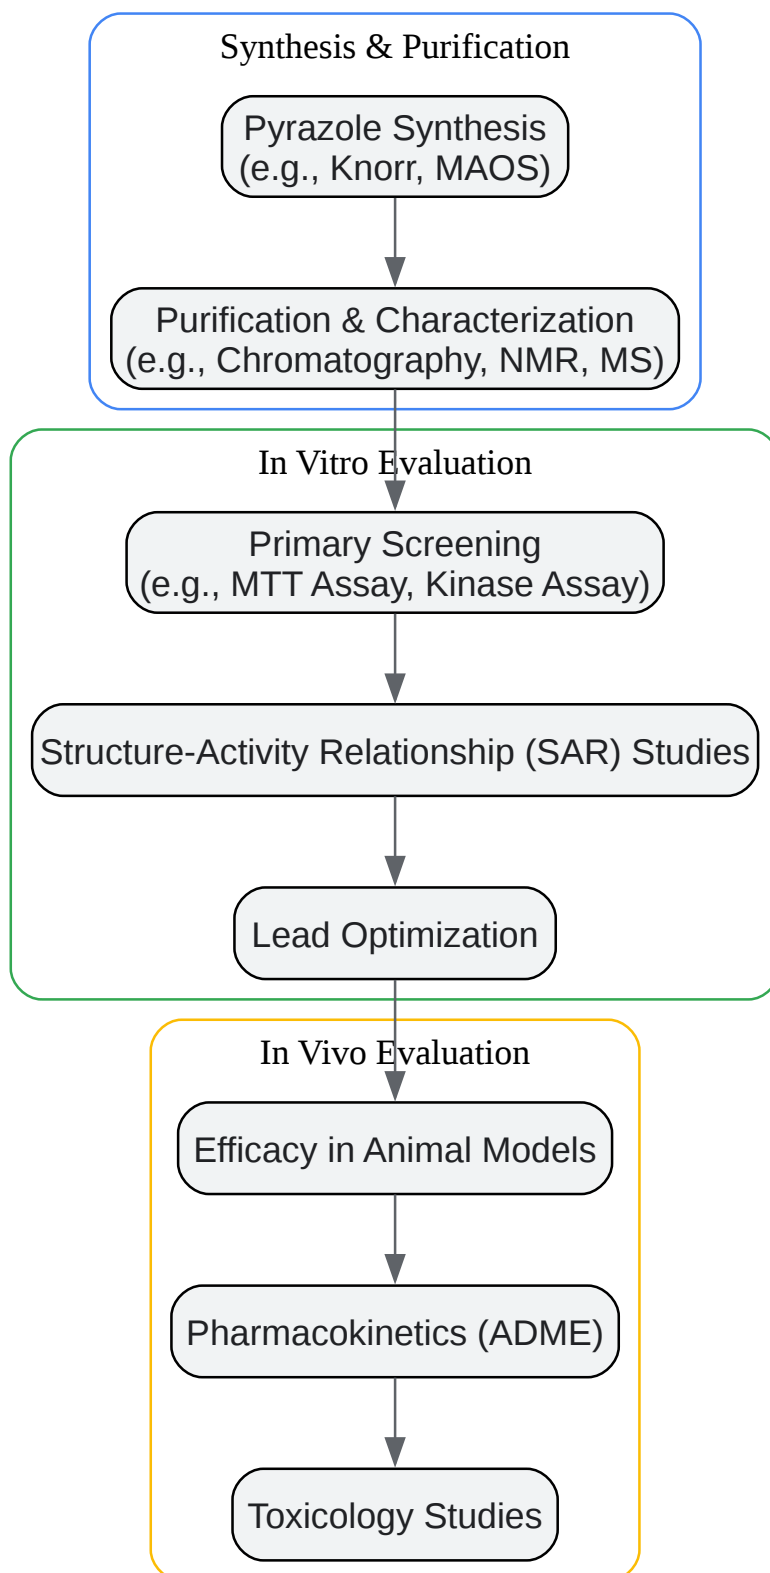 Synthesis & Purification
Pyrazole Synthesis
(e.g., Knorr, MAOS)
Purification & Characterization
(e.g., Chromatography, NMR, MS)
In Vitro Evaluation
Primary Screening
(e.g., MTT Assay, Kinase Assay)
Structure-Activity Relationship (SAR) Studies
Lead Optimization
In Vivo Evaluation
Efficacy in Animal Models
Pharmacokinetics (ADME)
Toxicology Studies